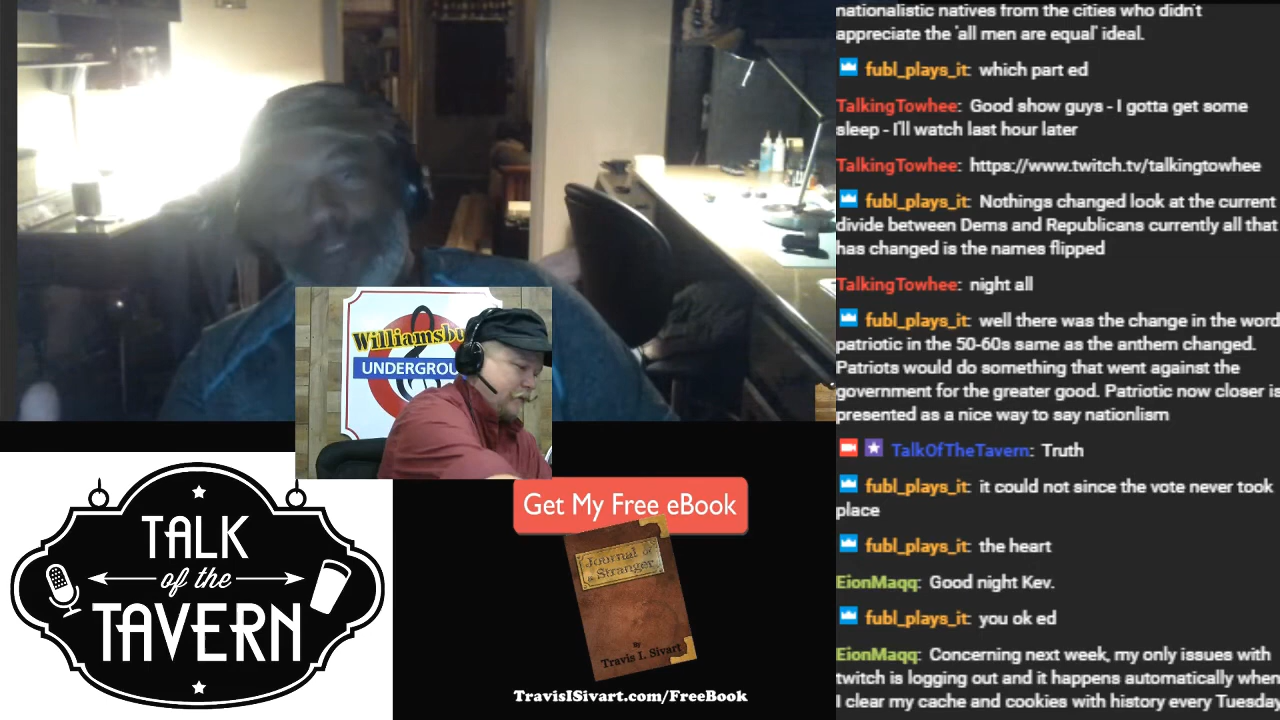 Williamsbu
UNDERGROU
TALK
of the
TAVERN
Get My Free eBook
Journal of
a Stranger
By
Travis I. Sivart
TravisISivart.com/FreeBook
nationalistic natives from the cities who didn't
appreciate the 'all men are equal' ideal.
fubl_plays_it: which part ed
TalkingTowhee: Good show guys - I gotta get some
sleep - I'll watch last hour later
TalkingTowhee: https://www.twitch.tv/talkingtowhee
fubl_plays_it: Nothings changed look at the current
divide between Dems and Republicans currently all that
has changed is the names flipped
TalkingTowhee: night all
fubl_plays_it: well there was the change in the word
patriotic in the 50-60s same as the anthem changed.
Patriots would do something that went against the
government for the greater good. Patriotic now closer is
presented as a nice way to say nationlism
TalkOfTheTavern: Truth
fubl_plays_it: it could not since the vote never took
place
fubl_plays_it: the heart
EionMaqq: Good night Kev.
fubl_plays_it: you ok ed
EionMaqq: Concerning next week, my only issues with
twitch is logging out and it happens automatically when
I clear my cache and cookies with history every Tuesday